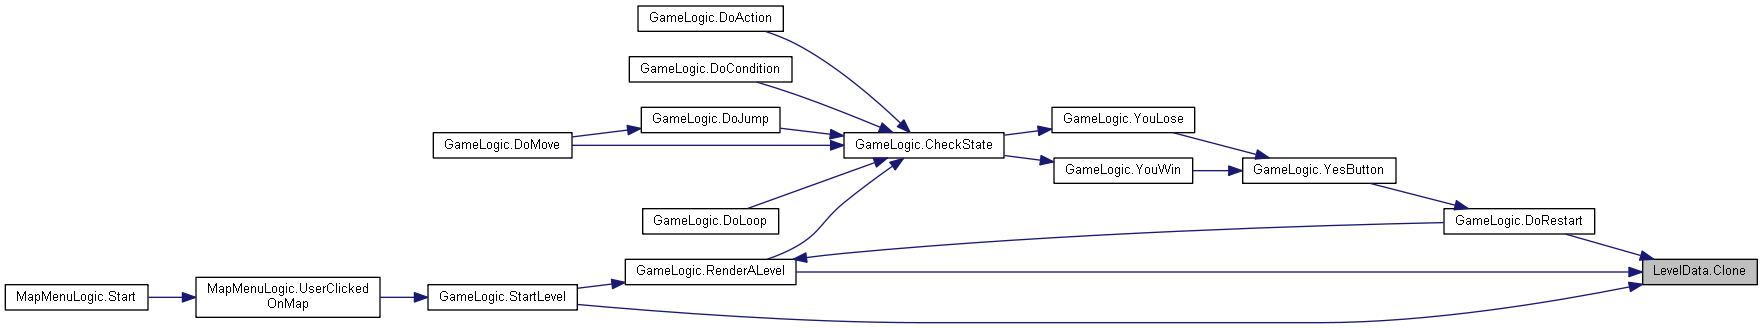 GameLogic.DoAction
GameLogic.DoCondition
GameLogic.DoJump
GameLogic.YouLose
GameLogic.DoMove
GameLogic.CheckState
GameLogic.YouWin
GameLogic.YesButton
GameLogic.DoLoop
GameLogic.DoRestart
GameLogic.RenderALevel
LevelData.Clone
MapMenuLogic.Start
MapMenuLogic.UserClicked
OnMap
GameLogic.StartLevel